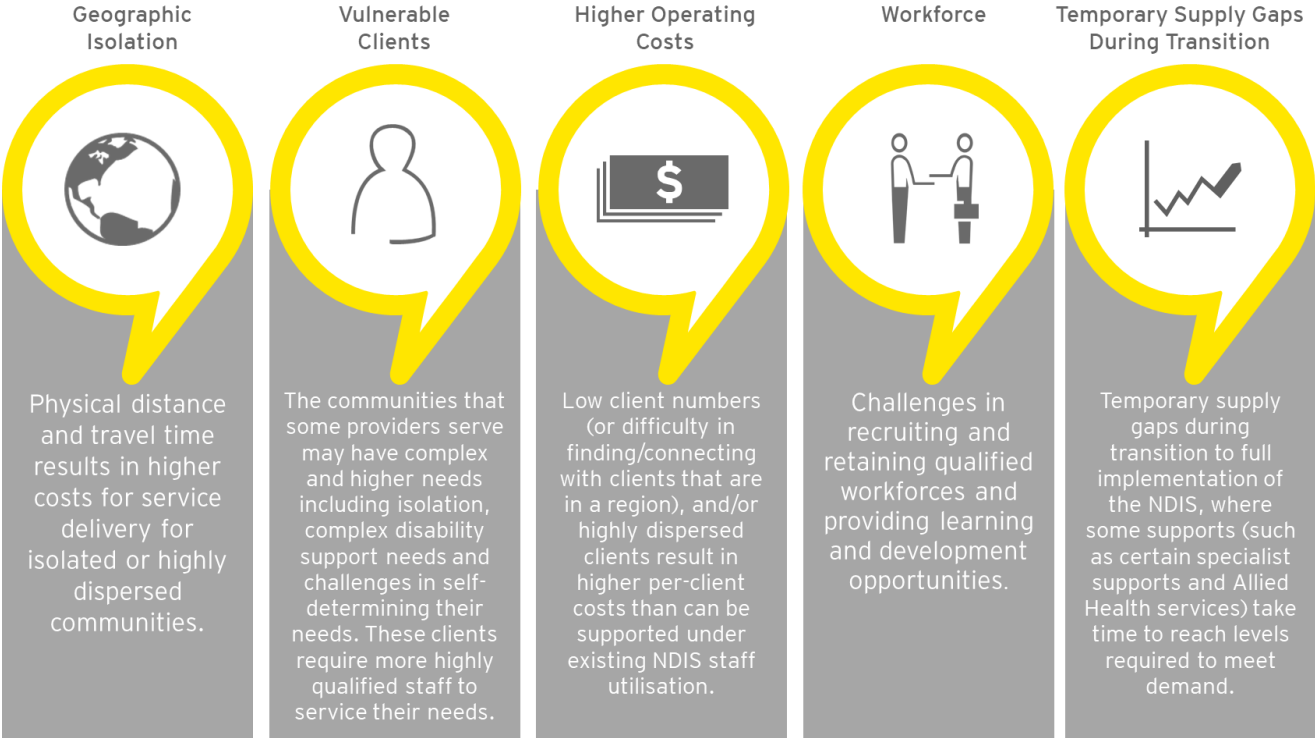 Geographic
Isolation
Physical distance
and travel time
results in higher
costs for service
delivery for
isolated or highly
dispersed
communities.
Vulnerable
Clients
The communities that
some providers serve
may have complex
and higher needs
including isolation,
complex disability
support needs and
challenges in self-
determining their
needs. These clients
require more highly
qualified staff to
service their needs.
Higher Operating
Costs
$
Low client numbers
(or difficulty in
finding/connecting
with clients that are
in a region), and/or
highly dispersed
clients result in
higher per-client
costs than can be
supported under
existing NDIS staff
utilisation.
Workforce
Challenges in
recruiting and
retaining qualified
workforces and
providing learning
and development
opportunities.
Temporary Supply Gaps
During Transition
Temporary supply
gaps during
transition to full
implementation of
the NDIS, where
some supports (such
as certain specialist
supports and Allied
Health services) take
time to reach levels
required to meet
demand.